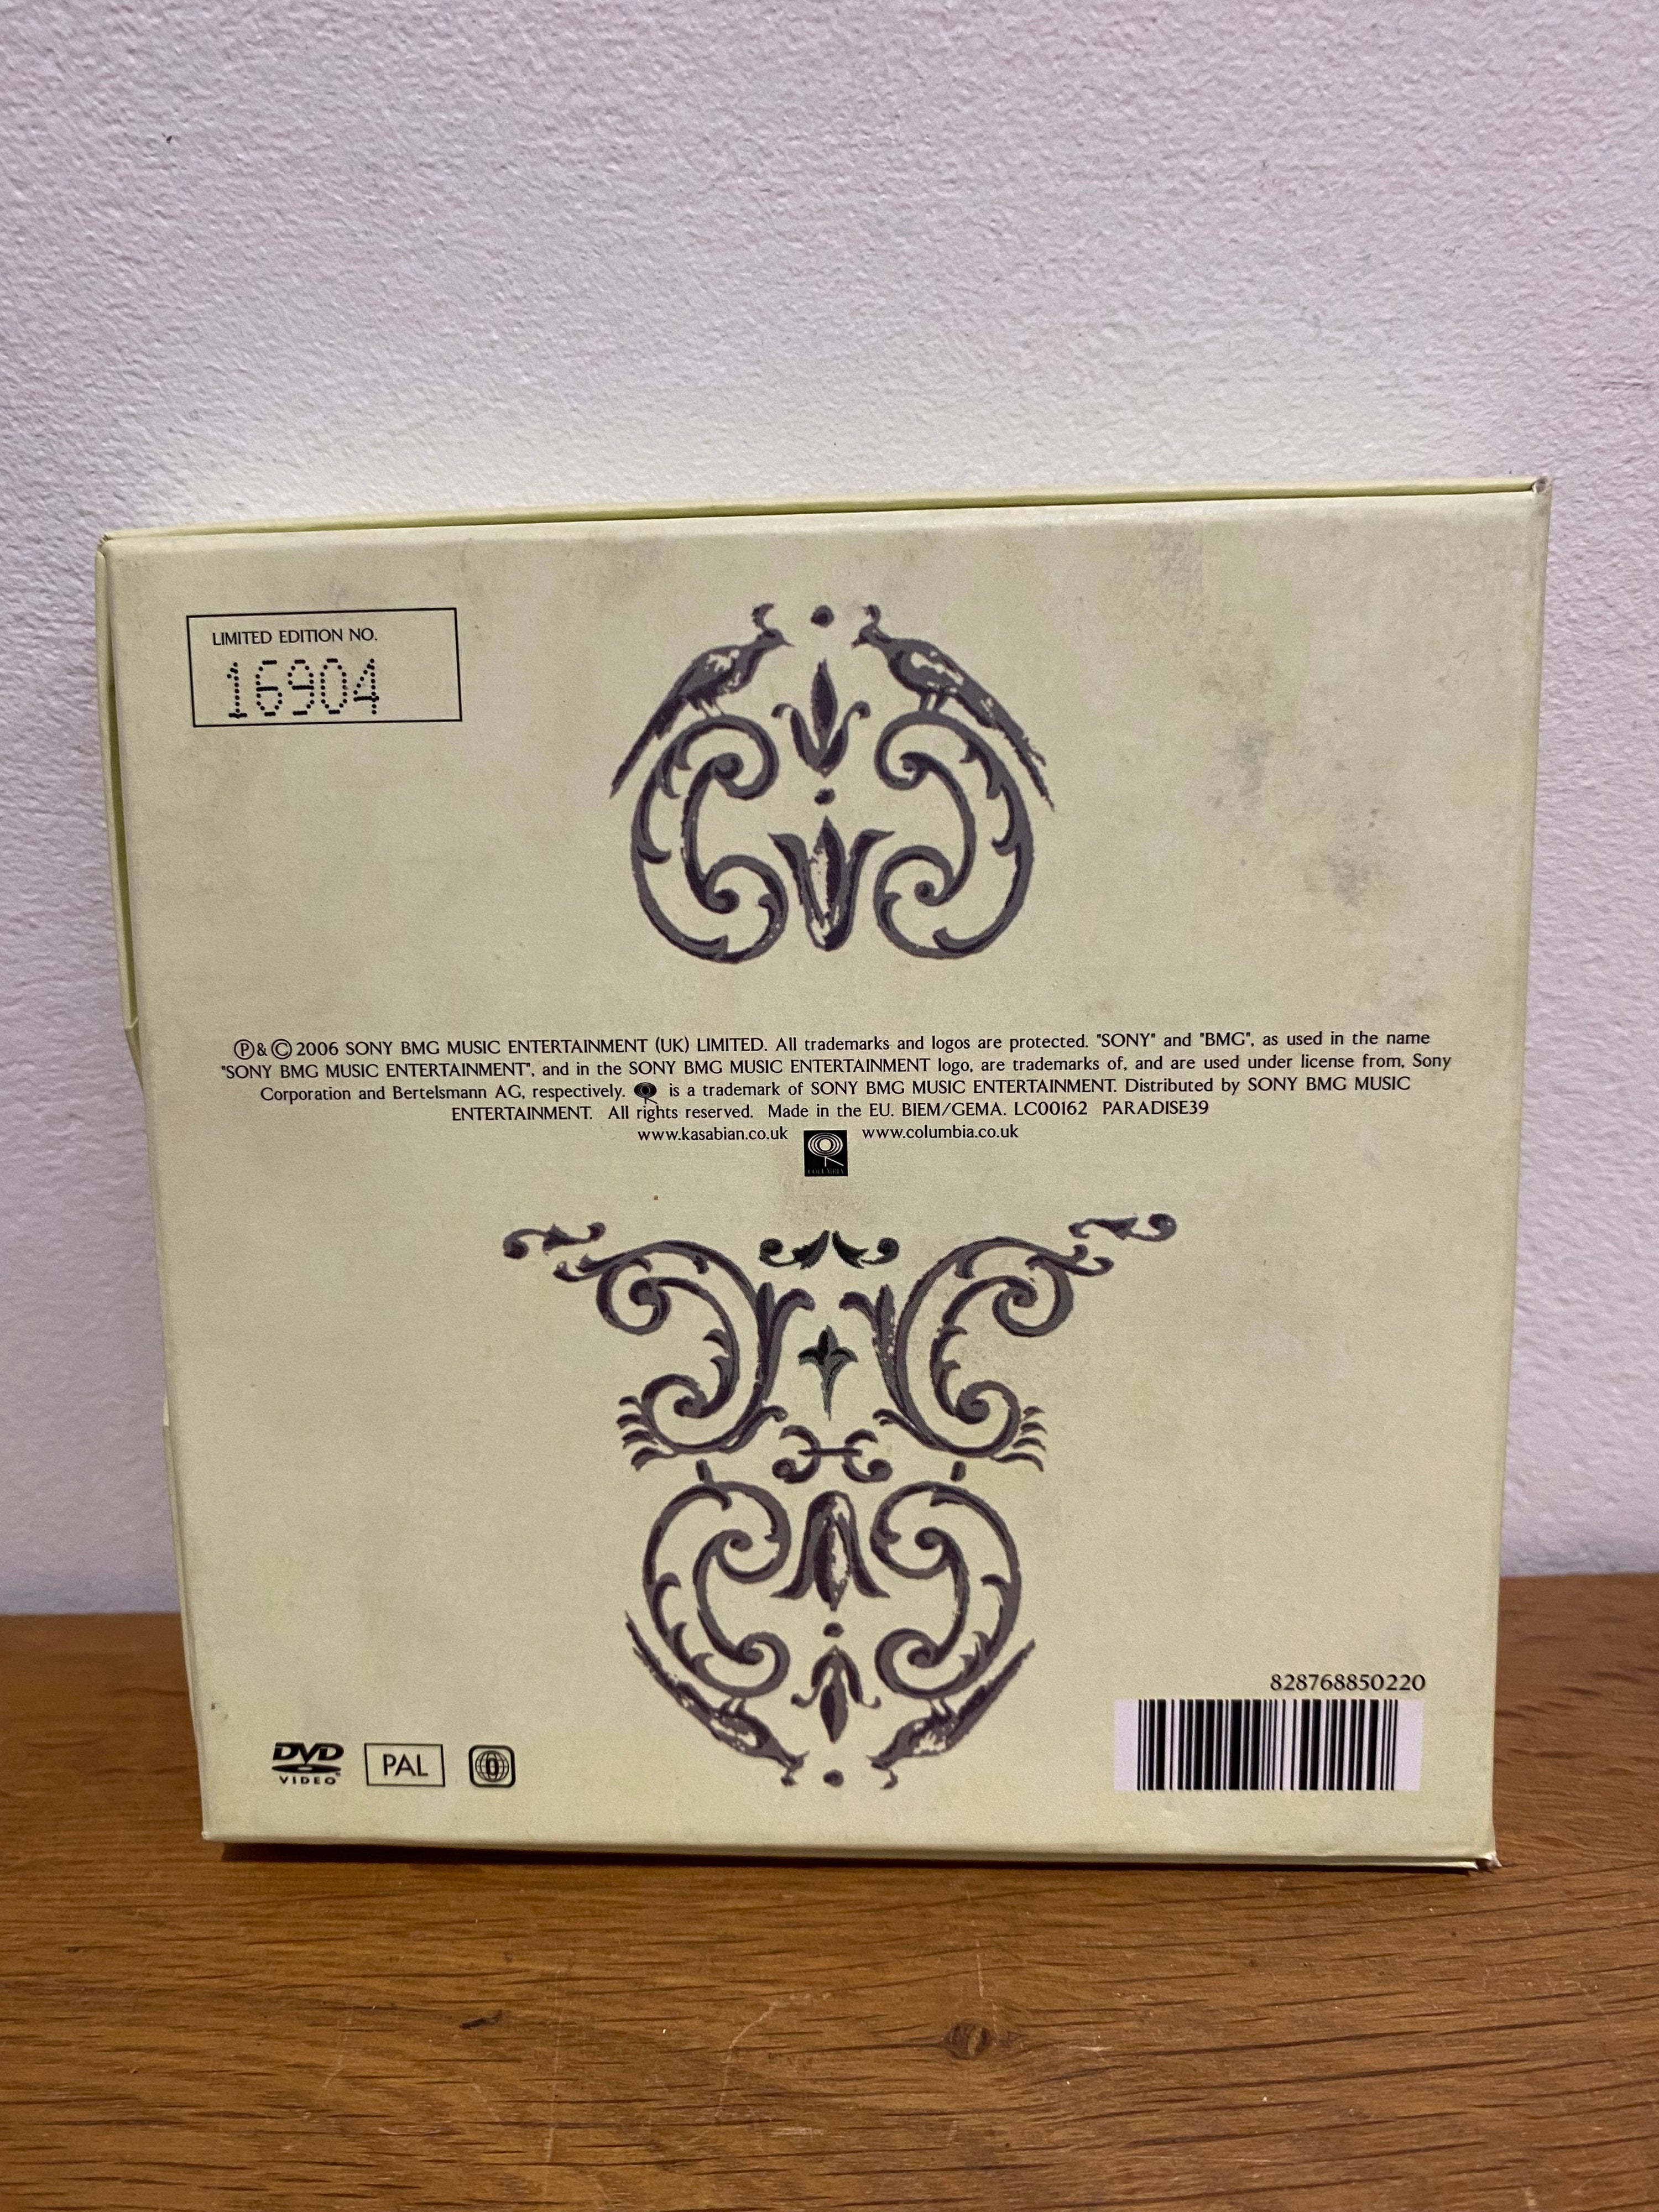 LIMITED EDITION NO.
16904
℗ & © 2006 SONY BMG MUSIC ENTERTAINMENT (UK) LIMITED. All trademarks and logos are protected. "SONY" and "BMG", as used in the name
"SONY BMG MUSIC ENTERTAINMENT", and in the SONY BMG MUSIC ENTERTAINMENT logo, are trademarks of, and are used under license from, Sony
Corporation and Bertelsmann AG, respectively. is a trademark of SONY BMG MUSIC ENTERTAINMENT. Distributed by SONY BMG MUSIC
ENTERTAINMENT. All rights reserved. Made in the EU. BIEM/GEMA. LC00162 PARADISE39
www.kasabian.co.uk www.columbia.co.uk
COLUMBIA
828768850220
DVD
VIDEO
PAL
0